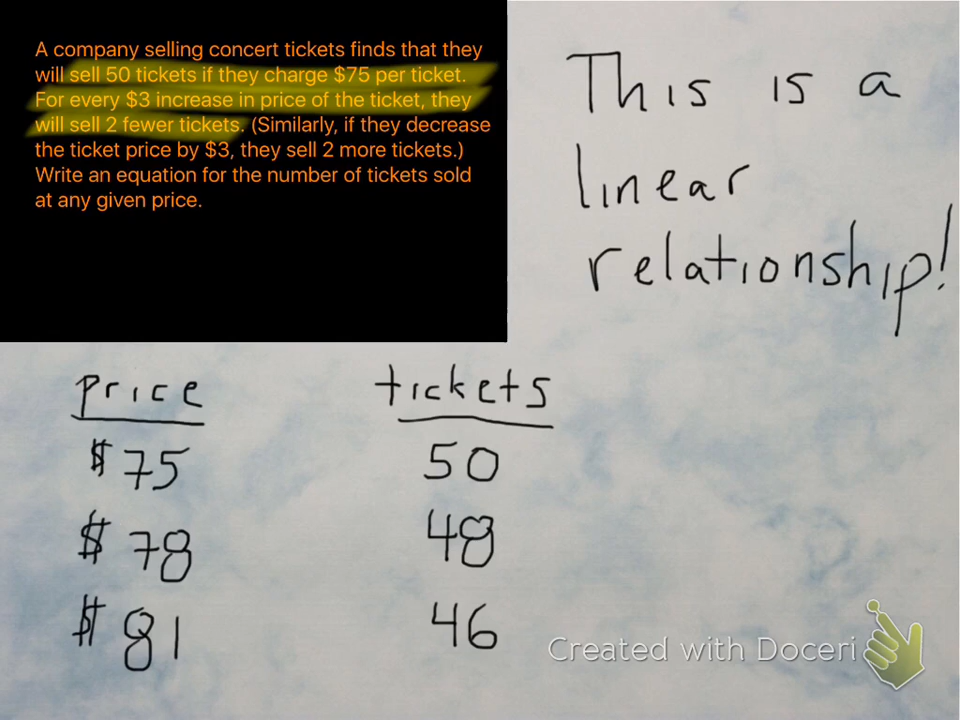 A company selling concert tickets finds that they
will sell 50 tickets if they charge $75 per ticket.
For every $3 increase in price of the ticket, they
will sell 2 fewer tickets. (Similarly, if they decrease
the ticket price by $3, they sell 2 more tickets.)
Write an equation for the number of tickets sold
at any given price.
This is a
linear
relationship!
price tickets
$75 50
$78 48
$81 46
Created with Doceri